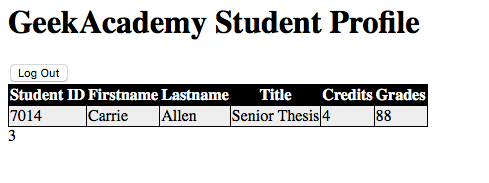 GeekAcademy Student Profile
Log Out
Student ID Firstname Lastname Title Credits Grades
7014 Carrie Allen Senior Thesis 4 88
3